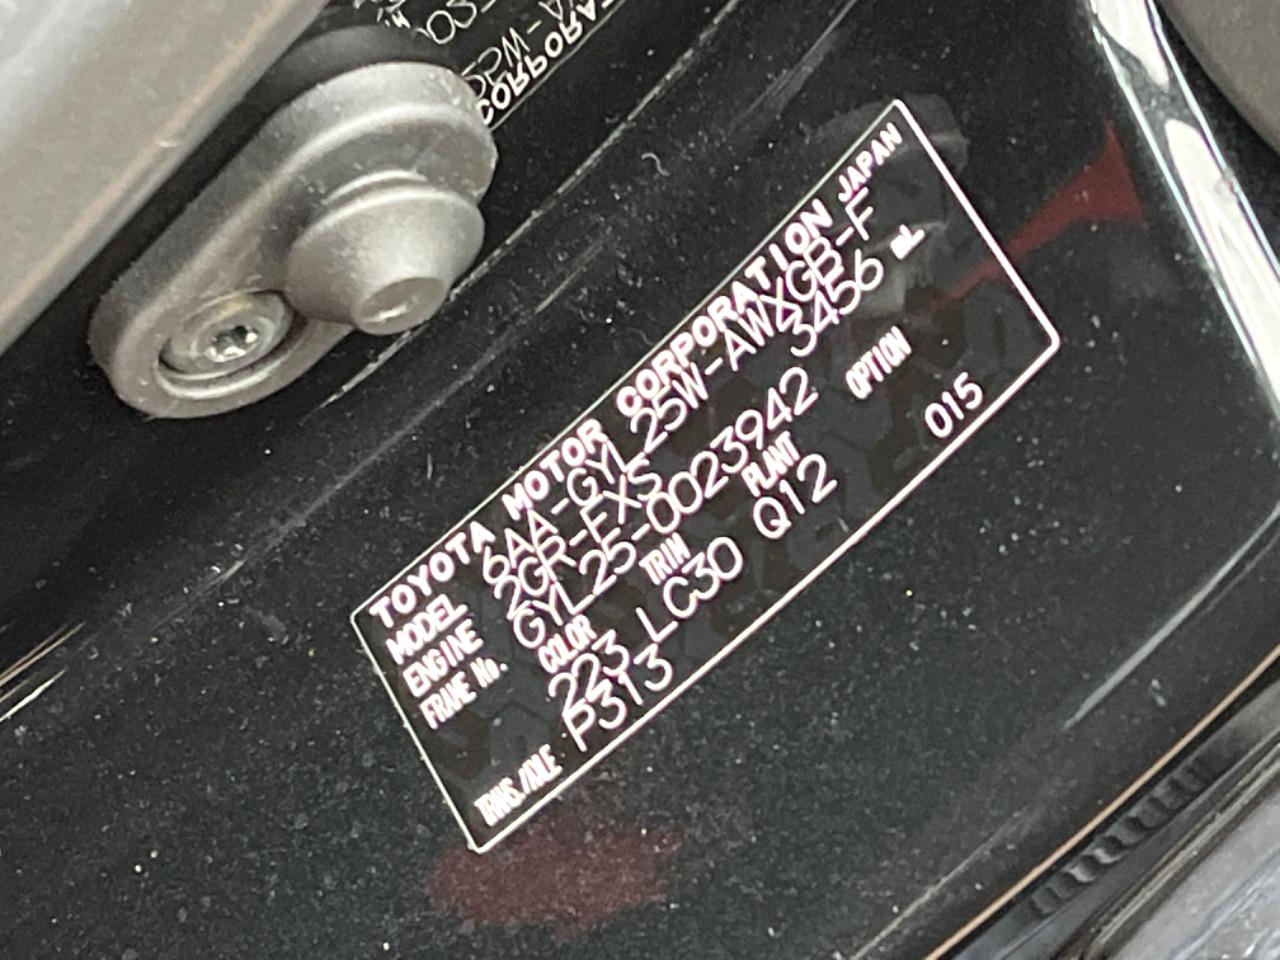 TOYOTA MOTOR CORPORATION JAPAN
MODEL 6AA-GYL25W-AWXGB-F
ENGINE 2GR-FXS 3456 mL
FRAME No. GYL25-0023942
COLOR TRIM PLANT OPTION
223 LC30 Q12 015
TRANS./AXLE P313
CORPORA